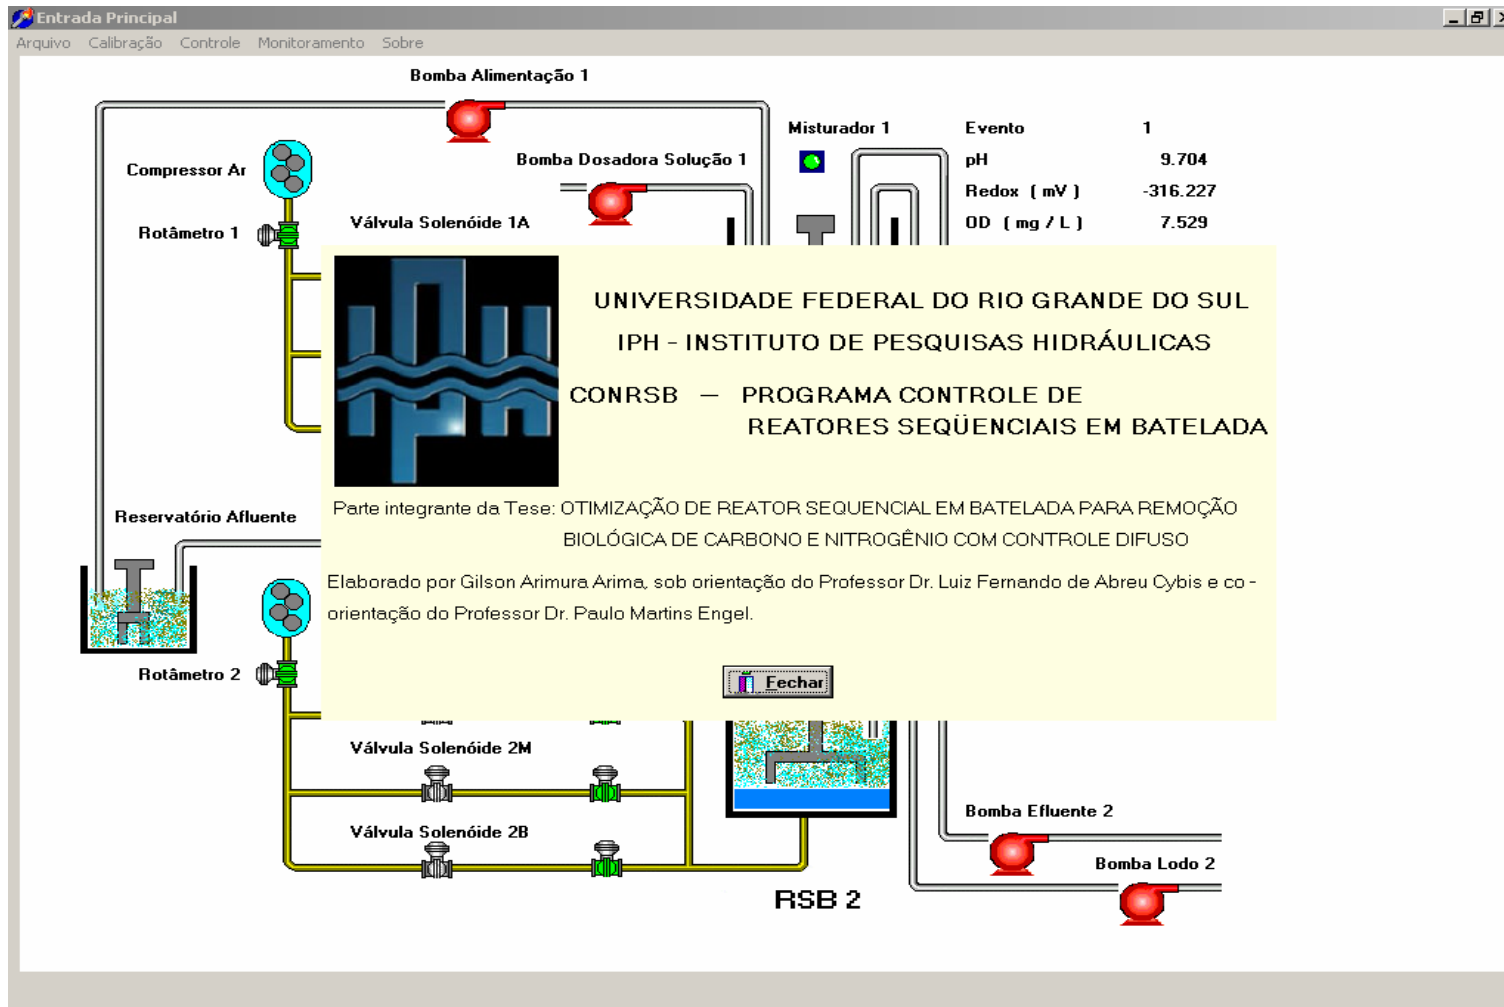 Entrada Principal
Arquivo Calibração Controle Monitoramento Sobre
Bomba Alimentação 1
Misturador 1
Evento 1
Compressor Ar
Bomba Dosadora Solução 1
pH 9.704
Redox ( mV ) -316.227
Rotâmetro 1
Válvula Solenóide 1A
OD ( mg / L ) 7.529
UNIVERSIDADE FEDERAL DO RIO GRANDE DO SUL
IPH - INSTITUTO DE PESQUISAS HIDRÁULICAS
CONRSB — PROGRAMA CONTROLE DE
REATORES SEQÜENCIAIS EM BATELADA
Parte integrante da Tese: OTIMIZAÇÃO DE REATOR SEQUENCIAL EM BATELADA PARA REMOÇÃO
BIOLÓGICA DE CARBONO E NITROGÊNIO COM CONTROLE DIFUSO
Elaborado por Gilson Arimura Arima, sob orientação do Professor Dr. Luiz Fernando de Abreu Cybis e co -
orientação do Professor Dr. Paulo Martins Engel.
Fechar
Reservatório Afluente
Rotâmetro 2
Válvula Solenóide 2M
Válvula Solenóide 2B
Bomba Efluente 2
Bomba Lodo 2
RSB 2